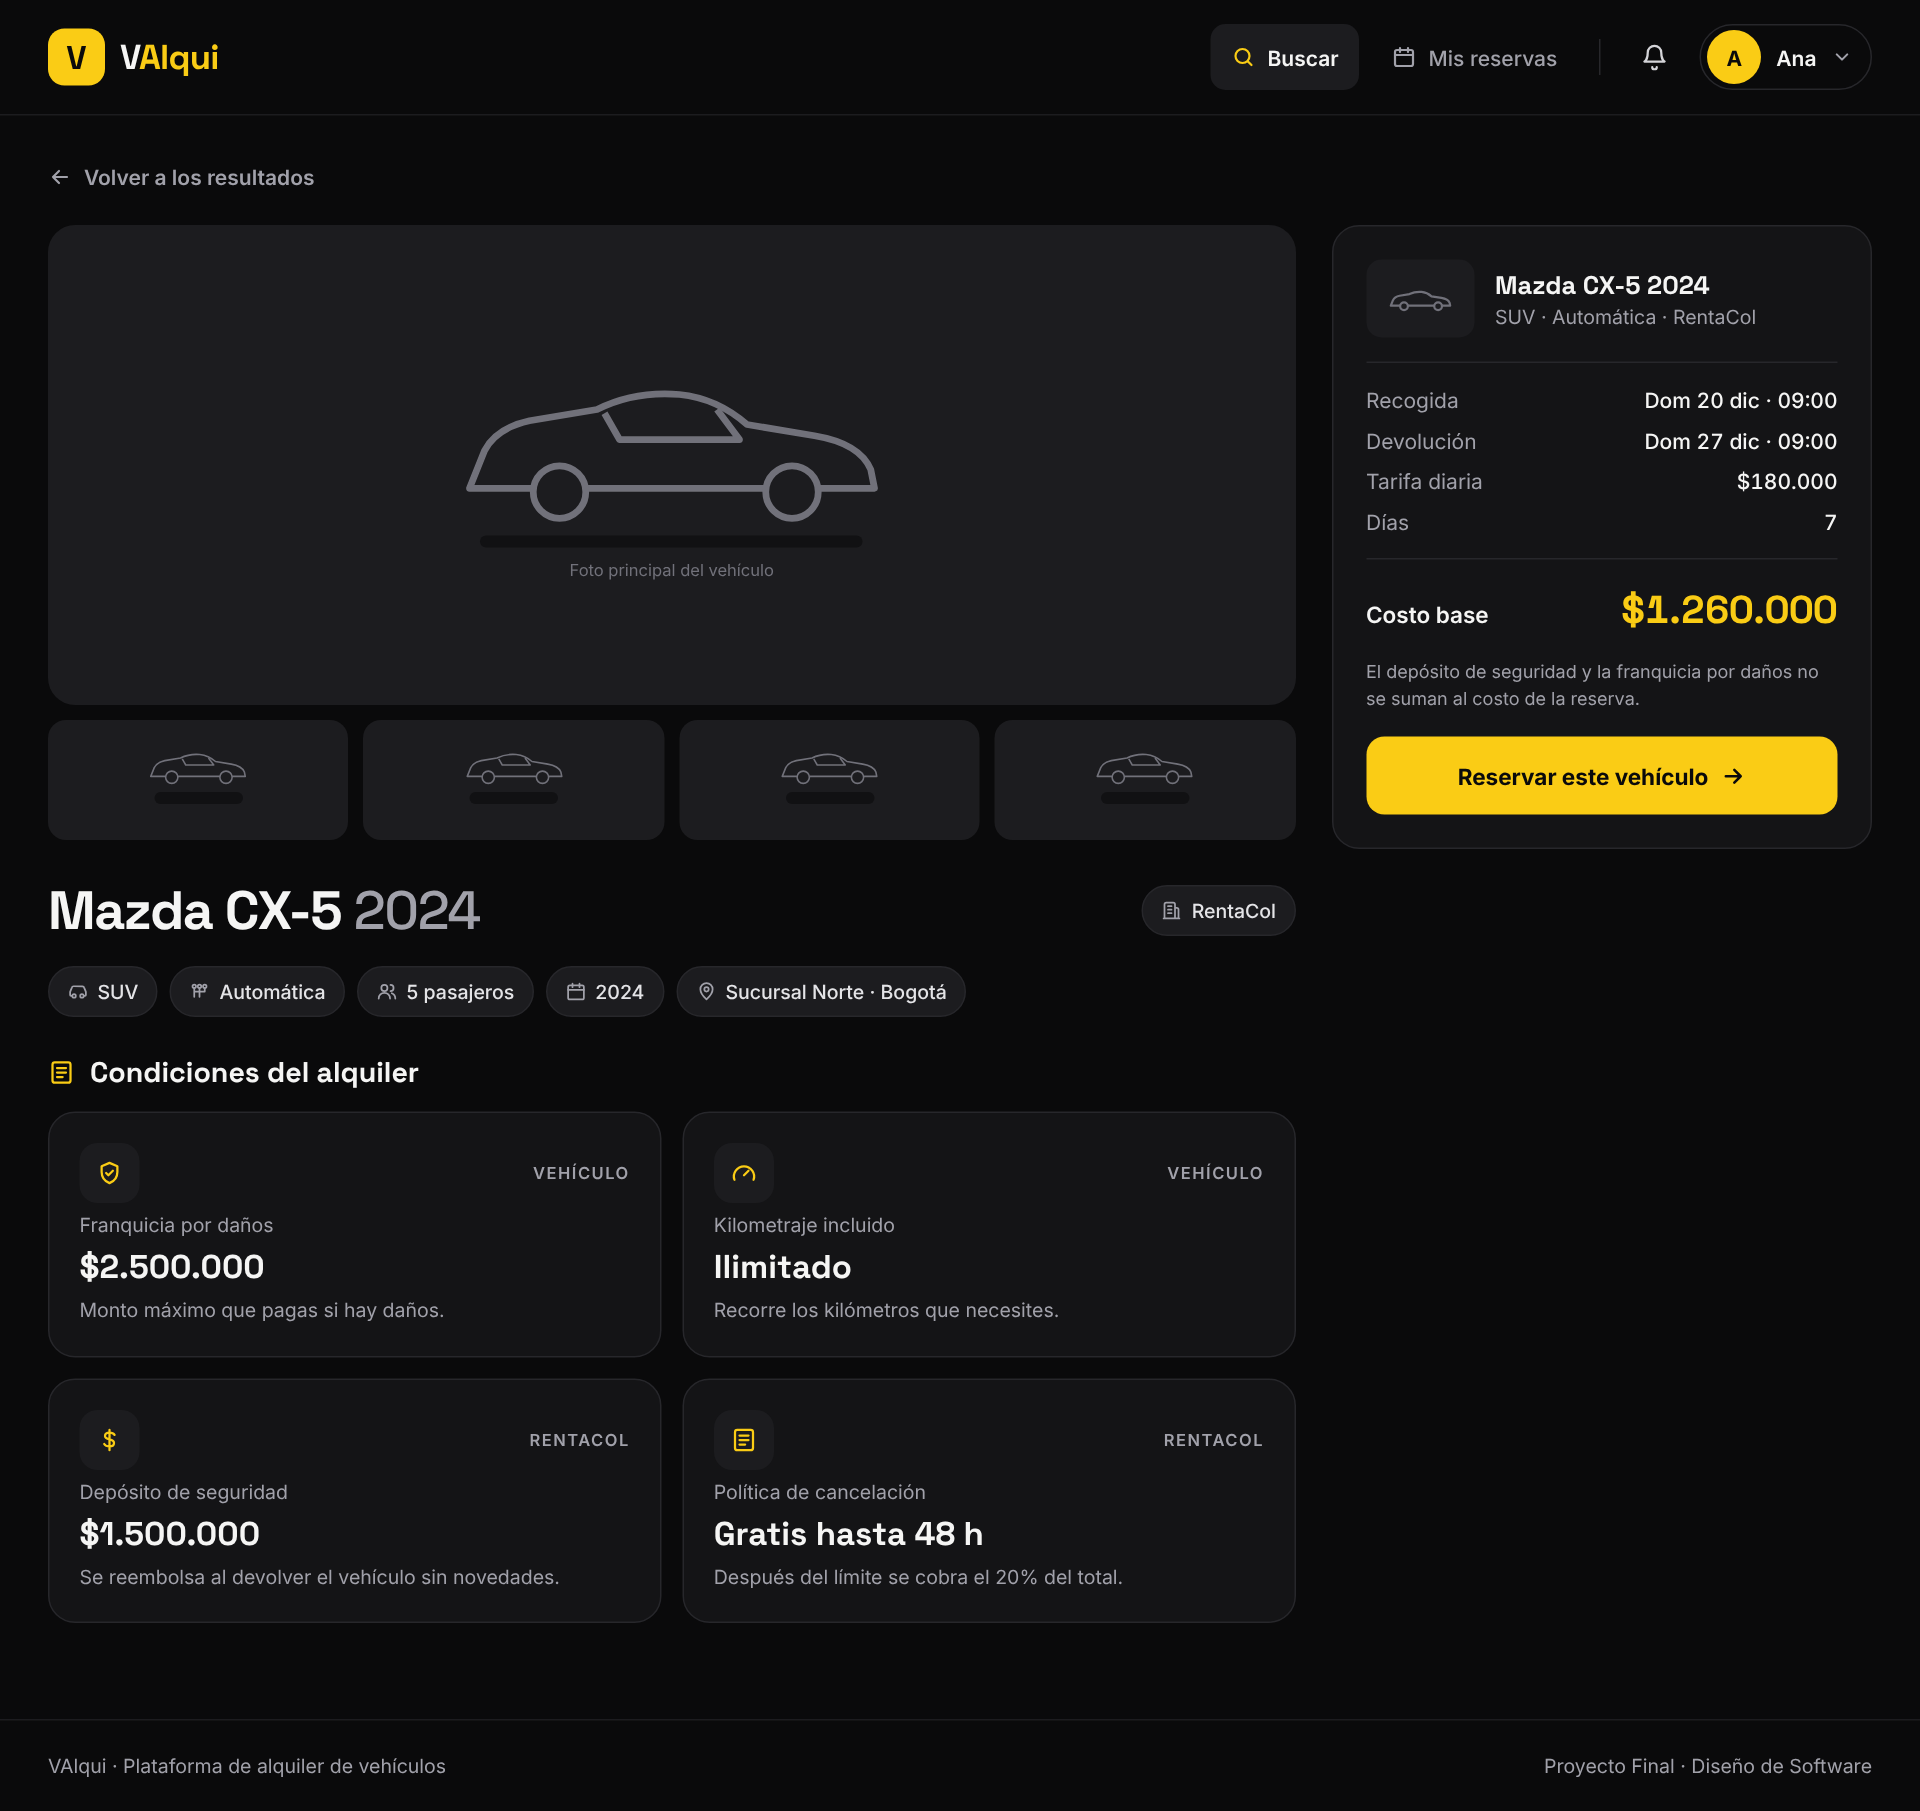 V VAlqui
Buscar
Mis reservas
A Ana
Volver a los resultados
Foto principal del vehículo
Mazda CX-5 2024
SUV · Automática · RentaCol
Recogida Dom 20 dic · 09:00
Devolución Dom 27 dic · 09:00
Tarifa diaria $180.000
Días 7
Costo base $1.260.000
El depósito de seguridad y la franquicia por daños no
se suman al costo de la reserva.
Reservar este vehículo
Mazda CX-5 2024
RentaCol
SUV
Automática
5 pasajeros
2024
Sucursal Norte · Bogotá
Condiciones del alquiler
VEHÍCULO
Franquicia por daños
$2.500.000
Monto máximo que pagas si hay daños.
VEHÍCULO
Kilometraje incluido
Ilimitado
Recorre los kilómetros que necesites.
$ RENTACOL
Depósito de seguridad
$1.500.000
Se reembolsa al devolver el vehículo sin novedades.
RENTACOL
Política de cancelación
Gratis hasta 48 h
Después del límite se cobra el 20% del total.
VAlqui · Plataforma de alquiler de vehículos
Proyecto Final · Diseño de Software